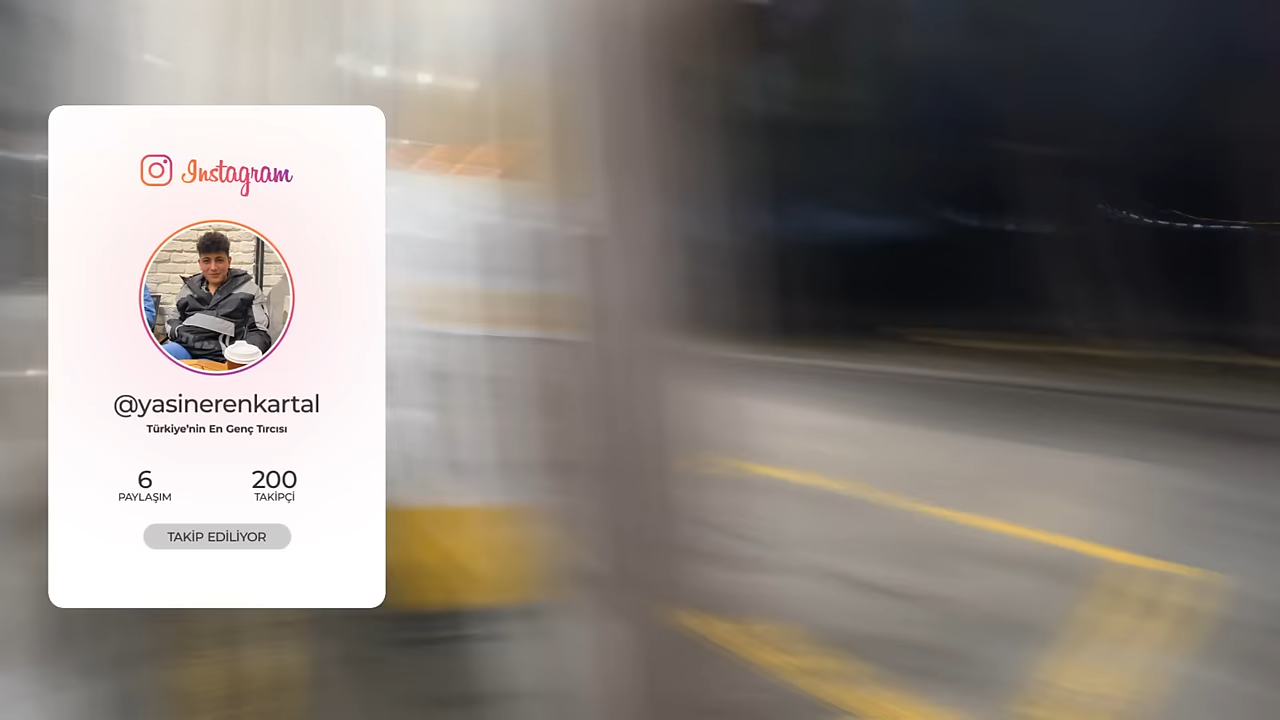 Instagram
@yasinerenkartal
Türkiye'nin En Genç Tırcısı
6 200
PAYLAŞIM TAKİPÇİ
TAKİP EDİLİYOR